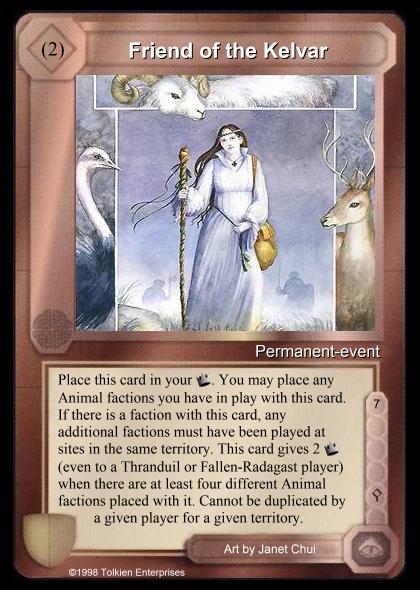 (2)
Friend of the Kelvar
Permanent-event
Place this card in your . You may place any
Animal factions you have in play with this card.
If there is a faction with this card, any
additional factions must have been played at
sites in the same territory. This card gives 2
(even to a Thranduil or Fallen-Radagast player)
when there are at least four different Animal
factions placed with it. Cannot be duplicated by
a given player for a given territory.
7
Art by Janet Chui
©1998 Tolkien Enterprises